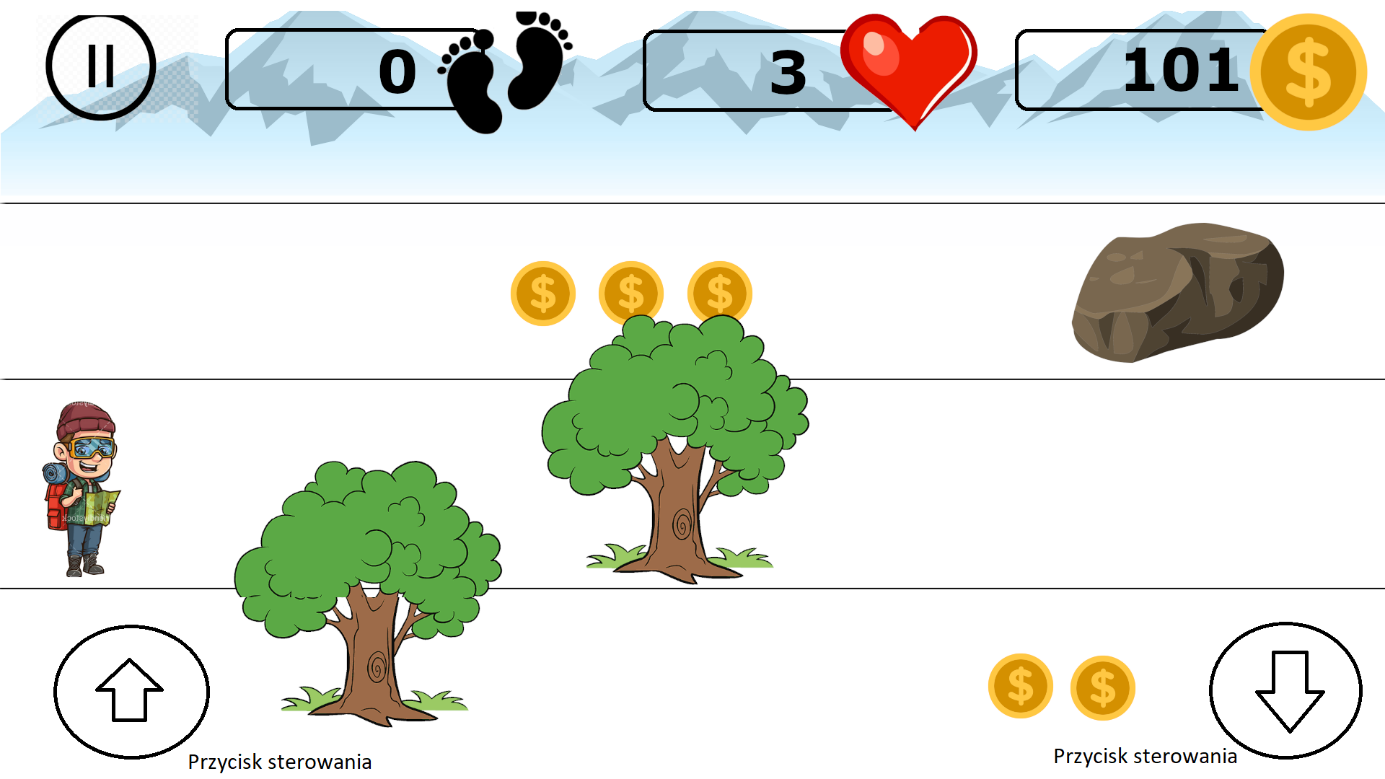 0
3
101
$
$ $ $
$ $
Przycisk sterowania
Przycisk sterowania